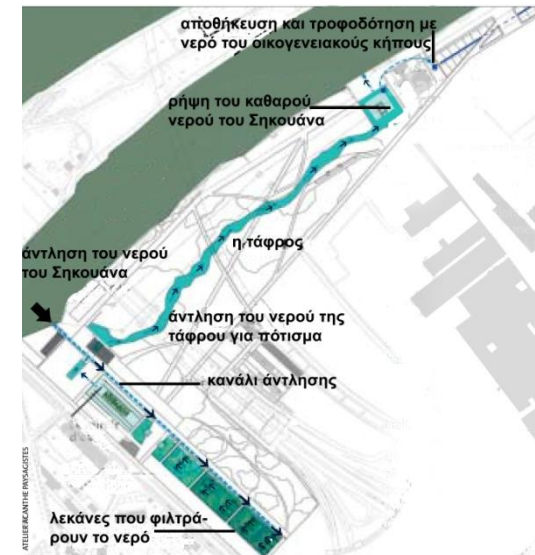 αποθήκευση και τροφοδότηση με
νερό του οικογενειακούς κήπους
ρήψη του καθαρού
νερού του Σηκουάνα
η τάφρος
άντληση του νερού
του Σηκουάνα
άντληση του νερού της
τάφρου για πότισμα
κανάλι άντλησης
λεκάνες που φιλτρά-
ρουν το νερό
ATELIER ACANTHE PAYSAGISTES